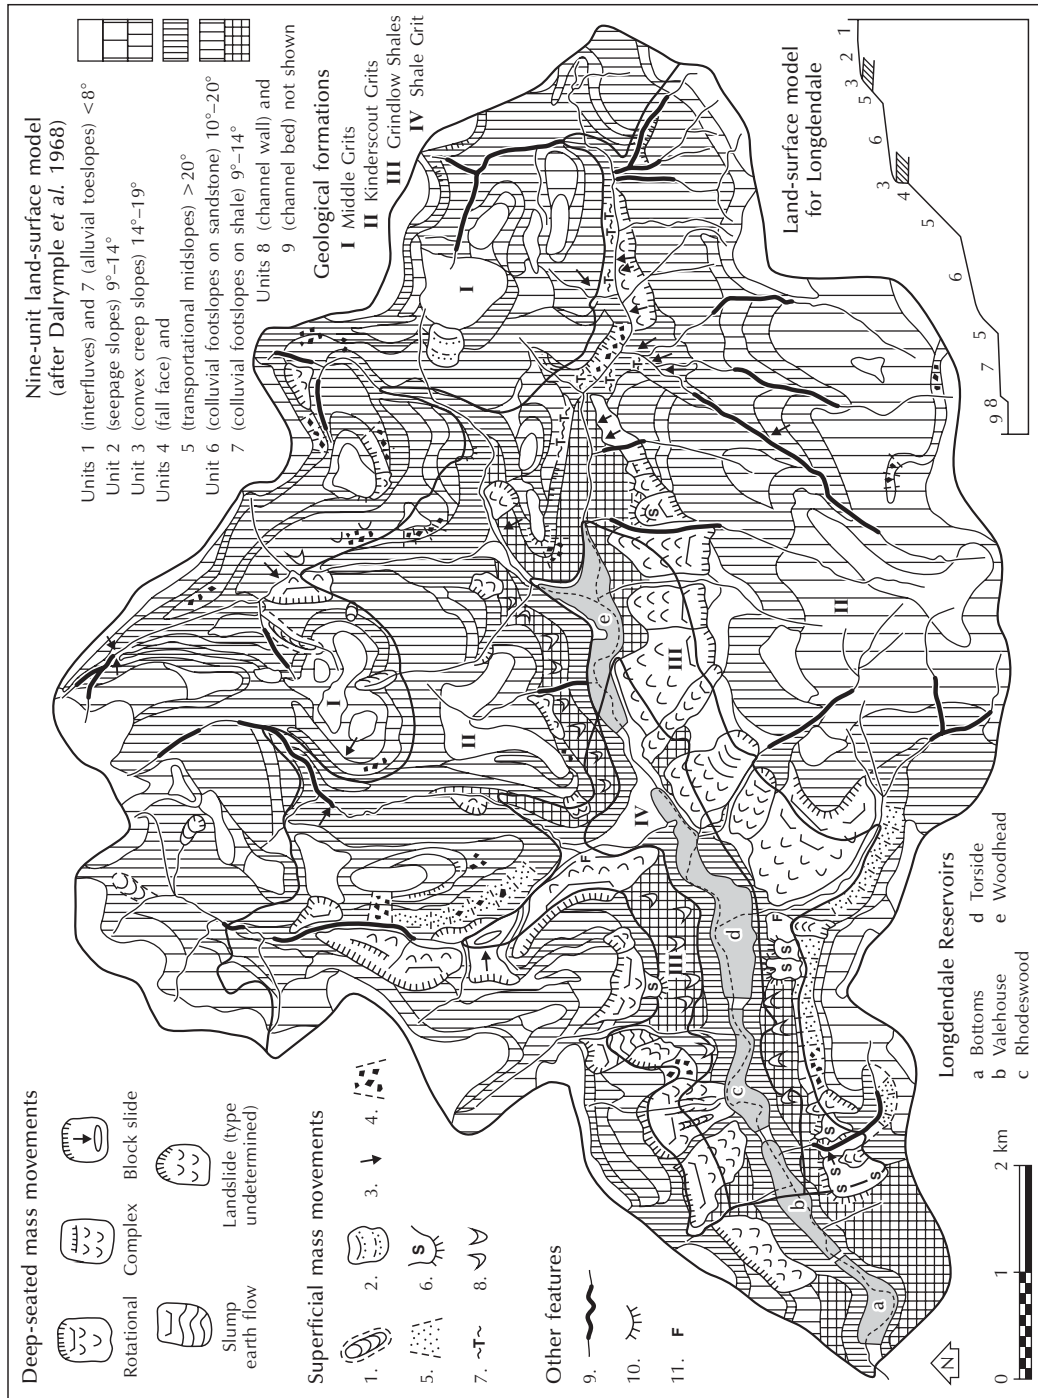 Nine-unit land-surface model
(after Dalrymple et al. 1968)
Units 1 (interfluves) and 7 (alluvial toeslopes) <8°
Unit 2 (seepage slopes) 9°–14°
Unit 3 (convex creep slopes) 14°–19°
Units 4 (fall face) and
5 (transportational midslopes) >20°
Unit 6 (colluvial footslopes on sandstone) 10°–20°
7 (colluvial footslopes on shale) 9°–14°
Units 8 (channel wall) and
9 (channel bed) not shown
Geological formations
I Middle Grits
II Kinderscout Grits
III Grindlow Shales
IV Shale Grit
Deep-seated mass movements
Rotational
Complex
Block slide
Slump
earth flow
Landslide (type
undetermined)
Superficial mass movements
1.
2.
3.
4.
5.
6.
S
7.
~T~
8.
Other features
9.
10.
11.
F
N
0
1
2 km
Longdendale Reservoirs
a Bottoms
b Valehouse
c Rhodeswood
d Torside
e Woodhead
Land-surface model
for Longdendale
9 8 7 5 6 5 4 3 6 5 3 2 1
I
I
II
II
III
III
IV
a
b
c
d
e
F
F
S
S
S
S
S
S
S
S
S
T
T
T
T
T
T